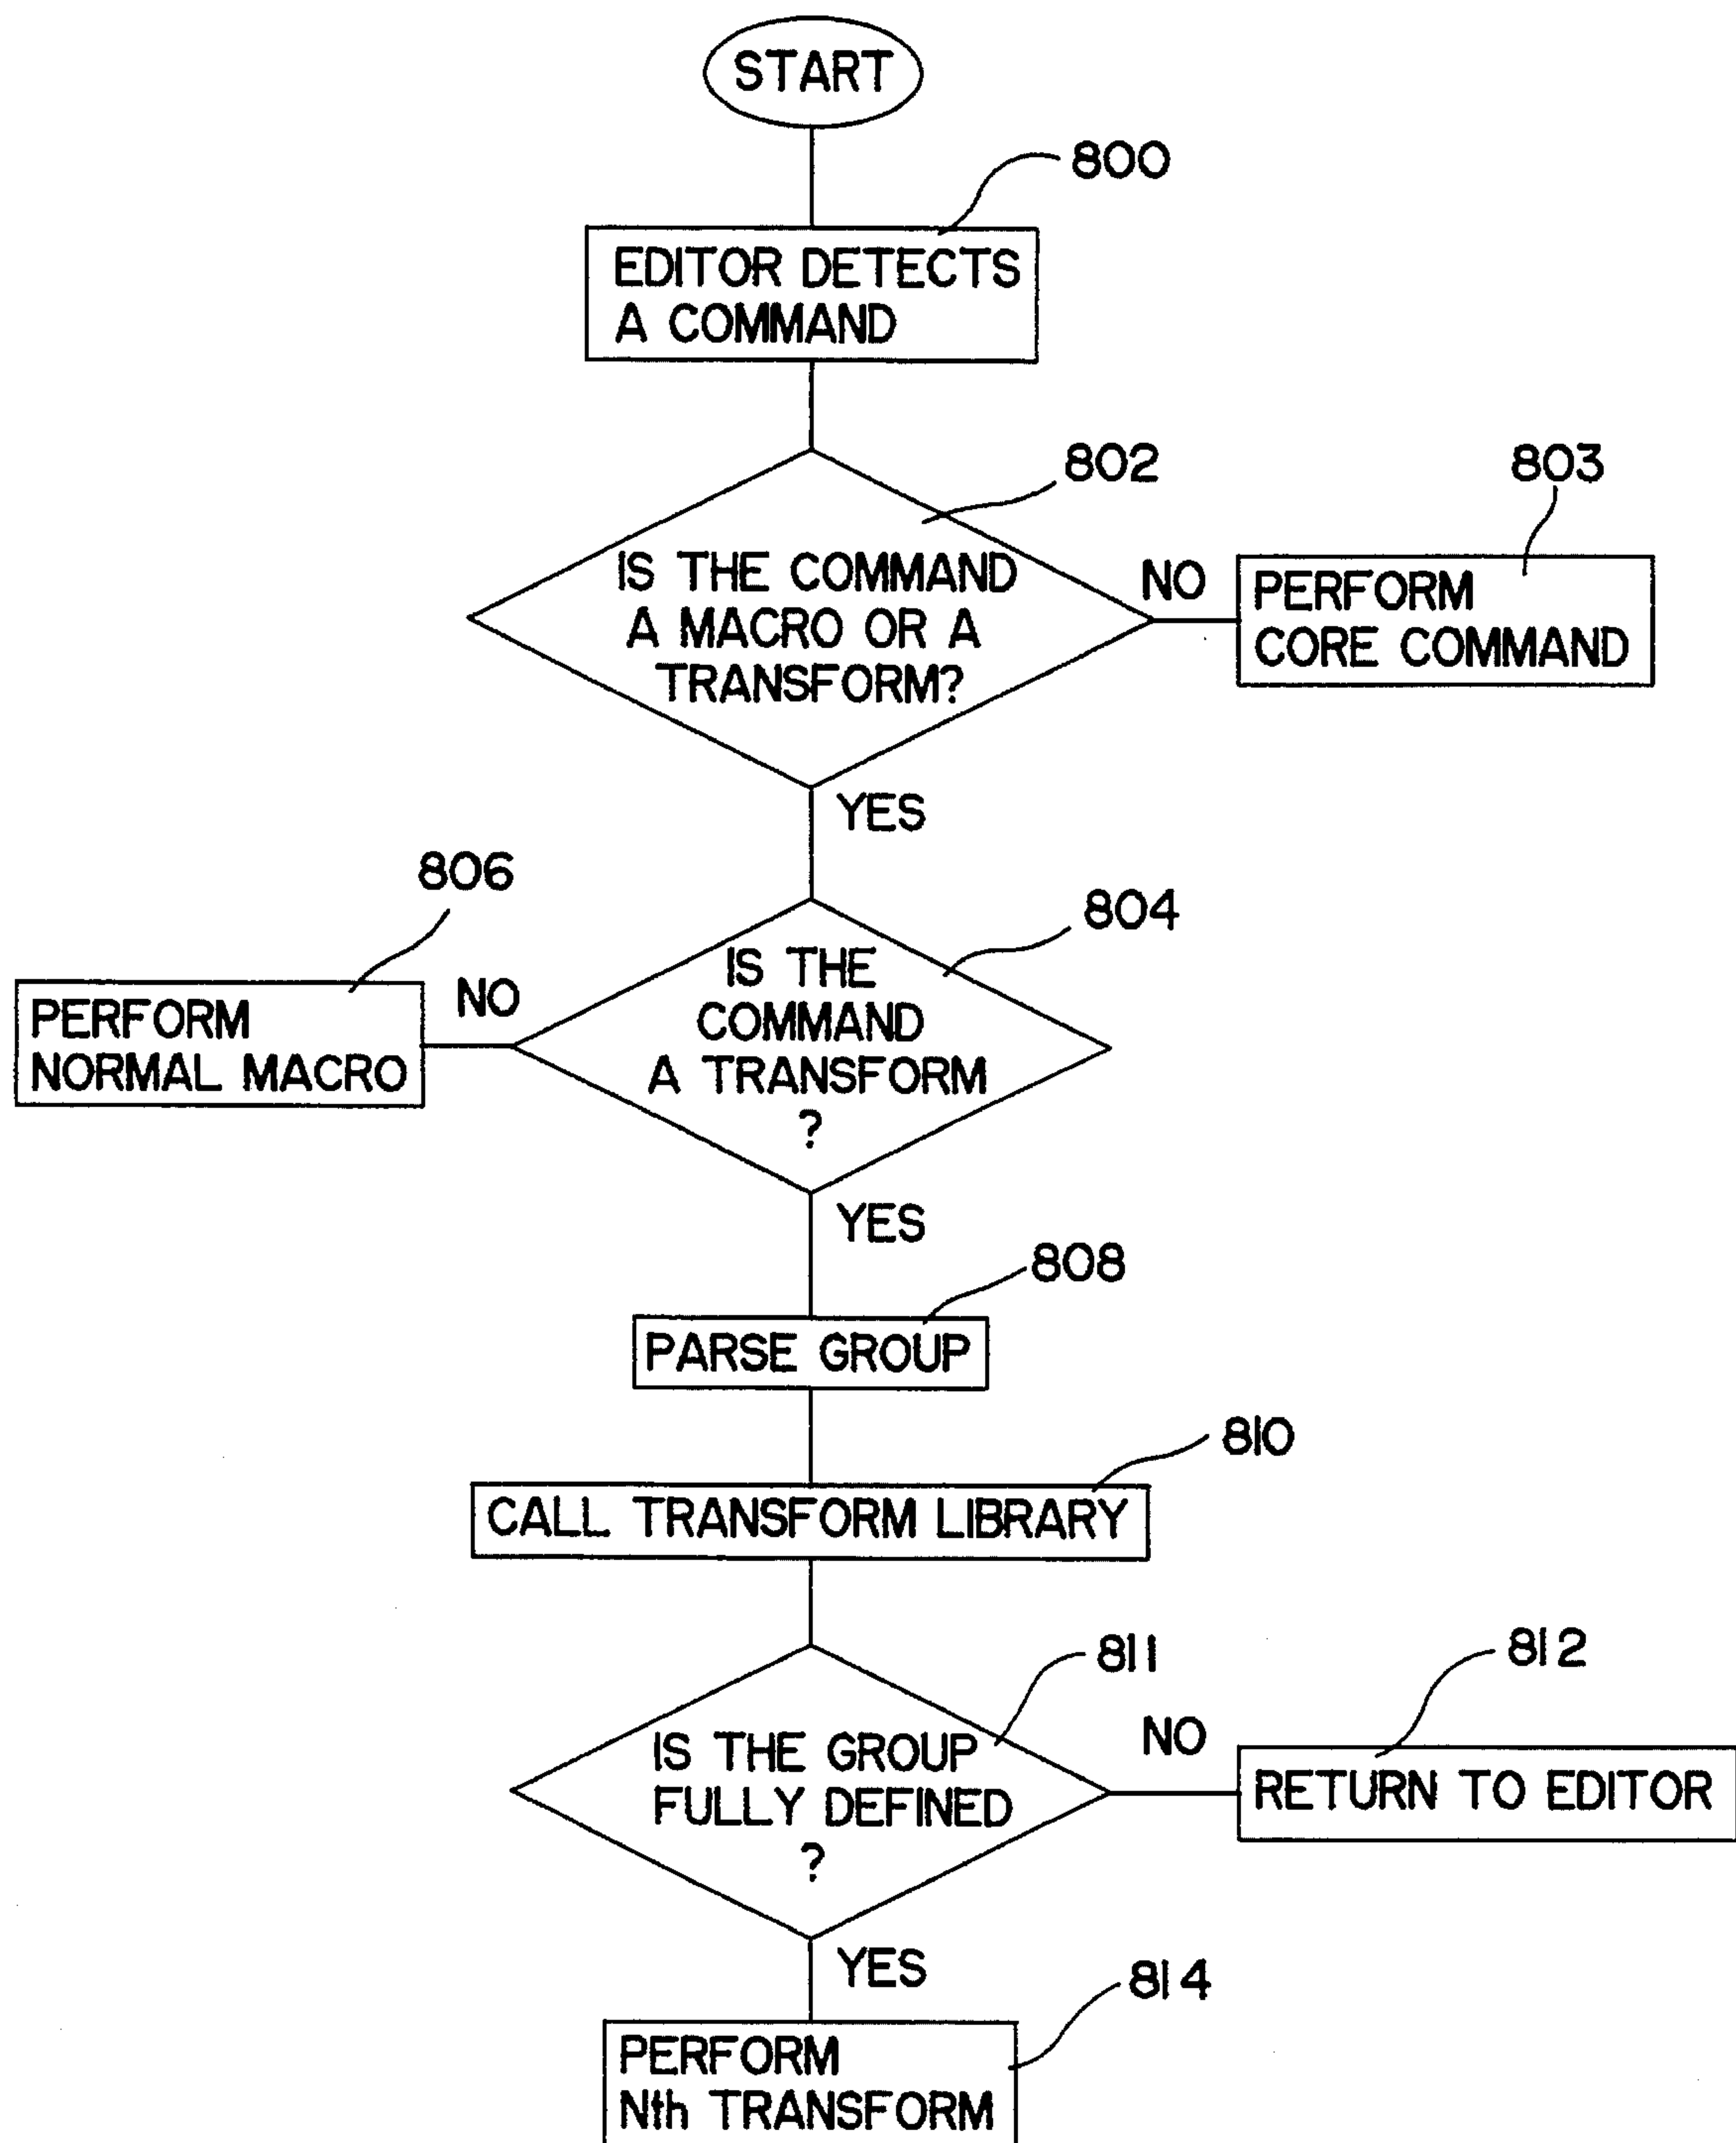 START
800
EDITOR DETECTS
A COMMAND
802
IS THE COMMAND
A MACRO OR A
TRANSFORM?
NO
803
PERFORM
CORE COMMAND
YES
804
IS THE
COMMAND
A TRANSFORM
?
NO
806
PERFORM
NORMAL MACRO
YES
808
PARSE GROUP
810
CALL TRANSFORM LIBRARY
811
IS THE GROUP
FULLY DEFINED
?
NO
812
RETURN TO EDITOR
YES
814
PERFORM
Nth TRANSFORM